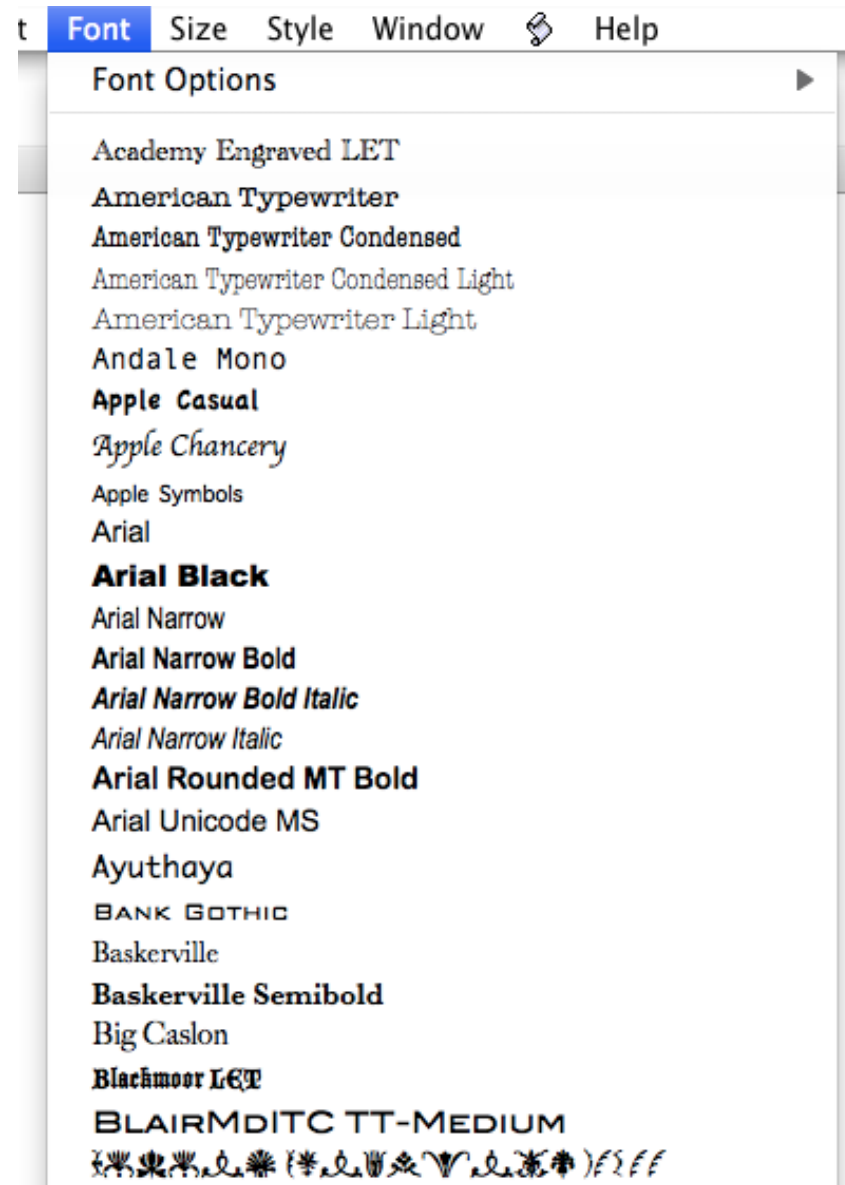 t Font Size Style Window Help
Font Options
Academy Engraved LET
American Typewriter
American Typewriter Condensed
American Typewriter Condensed Light
American Typewriter Light
Andale Mono
Apple Casual
Apple Chancery
Apple Symbols
Arial
Arial Black
Arial Narrow
Arial Narrow Bold
Arial Narrow Bold Italic
Arial Narrow Italic
Arial Rounded MT Bold
Arial Unicode MS
Ayuthaya
BANK GOTHIC
Baskerville
Baskerville Semibold
Big Caslon
Blackmoor LET
BLAIRMDITC TT-MEDIUM